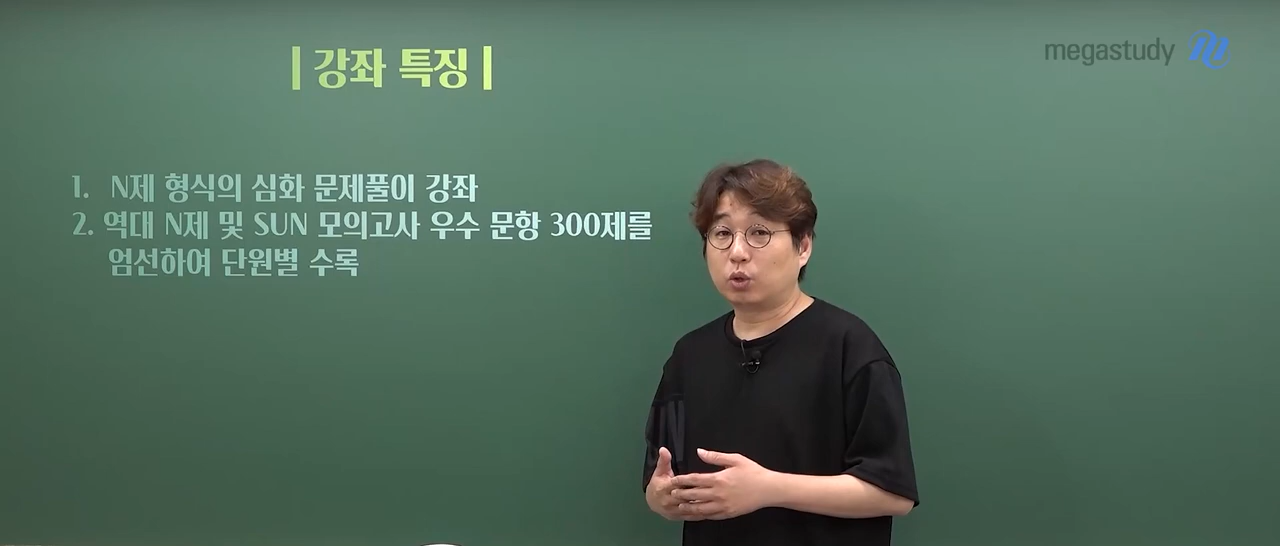 | 강좌 특징 |
megastudy
1. N제 형식의 심화 문제풀이 강좌
2. 역대 N제 및 SUN 모의고사 우수 문항 300제를
엄선하여 단원별 수록